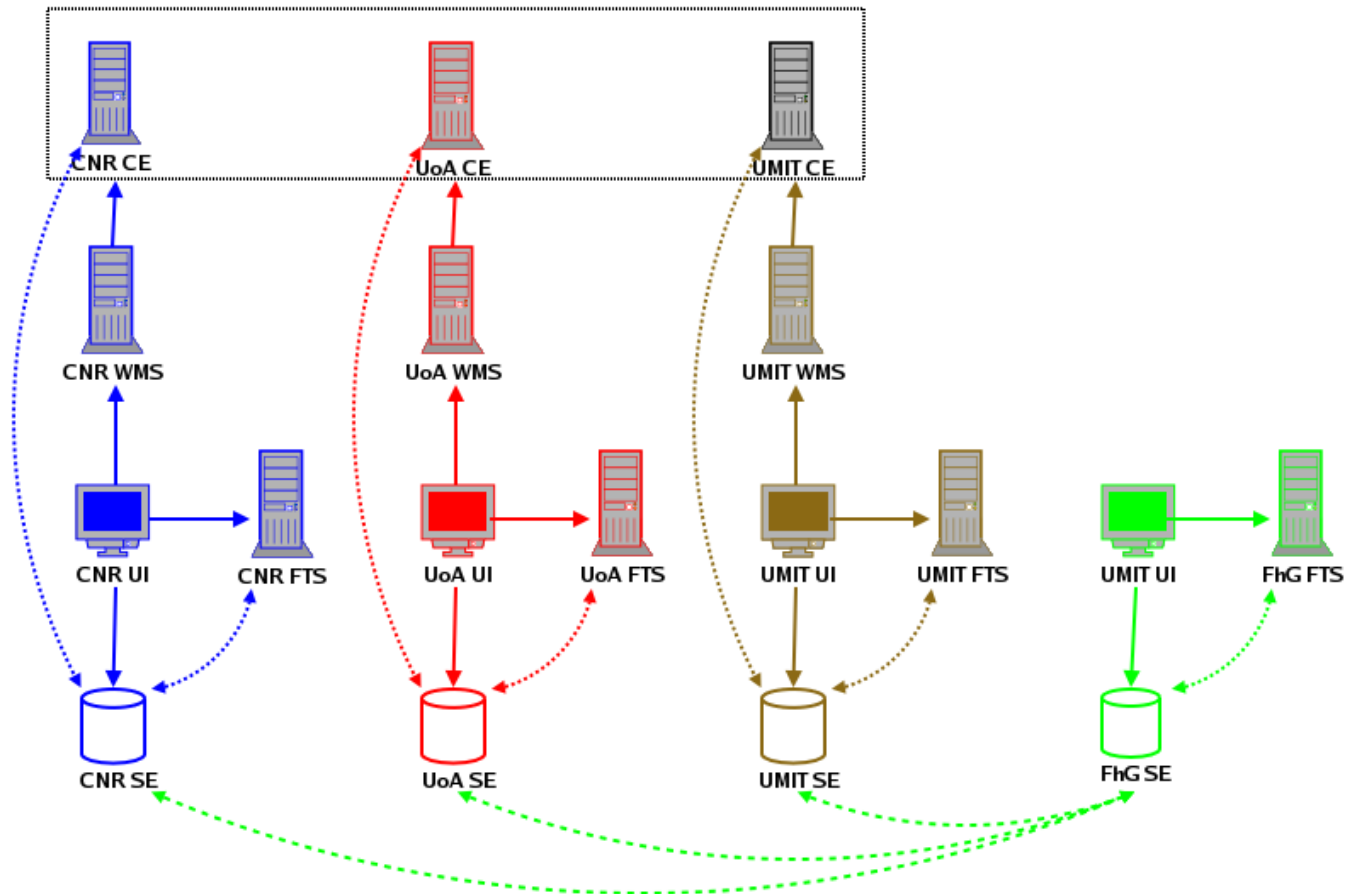 CNR CE
UoA CE
UMIT CE
CNR WMS
UoA WMS
UMIT WMS
CNR UI
CNR FTS
UoA UI
UoA FTS
UMIT UI
UMIT FTS
UMIT UI
FhG FTS
CNR SE
UoA SE
UMIT SE
FhG SE